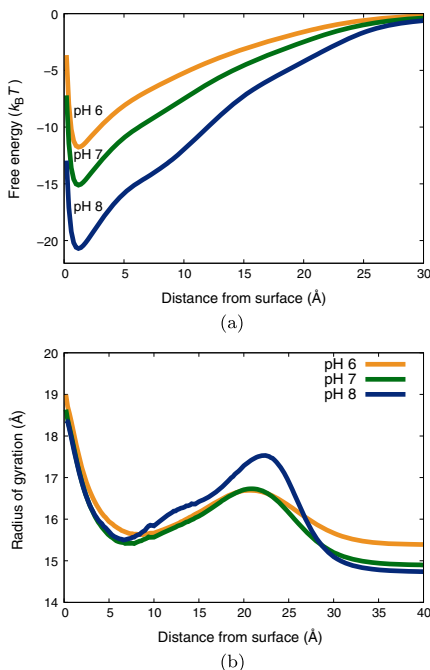 0
−5
−10
−15
−20
Free energy (kBT)
pH 6
pH 7
pH 8
0 5 10 15 20 25 30
Distance from surface (Å)
(a)
20
19
18
17
16
15
14
Radius of gyration (Å)
pH 6
pH 7
pH 8
0 5 10 15 20 25 30 35 40
Distance from surface (Å)
(b)